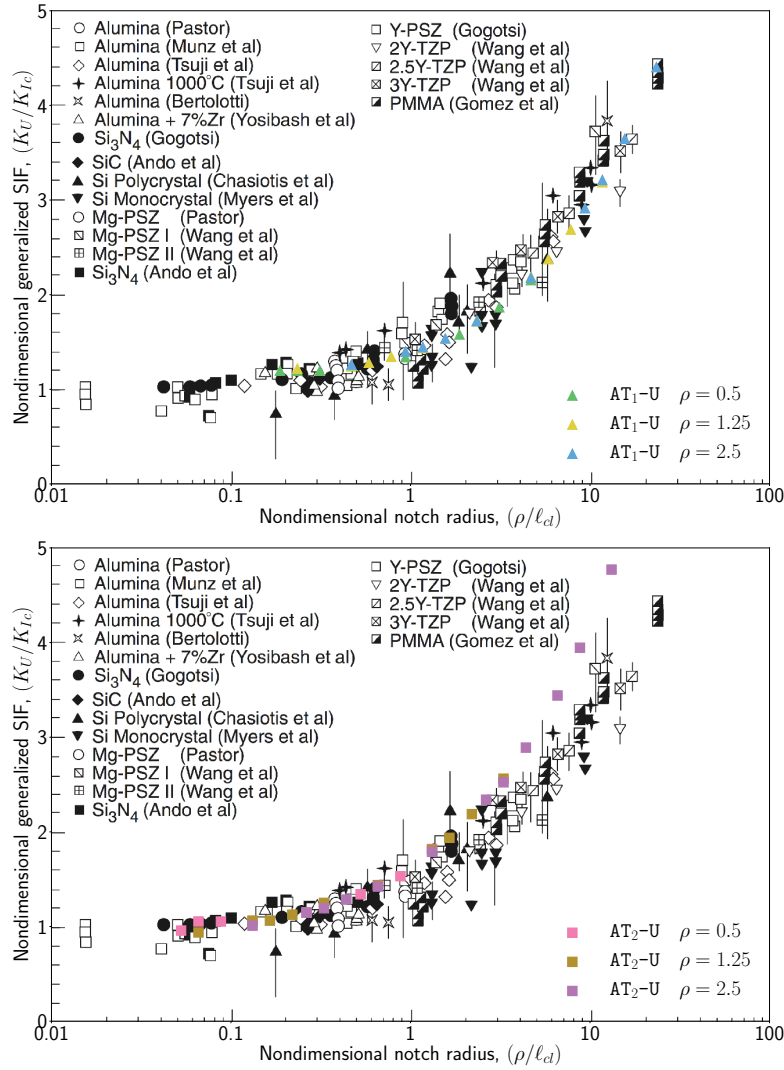 Nondimensional generalized SIF, (K_U/K_{Ic})
5
4
3
2
1
0
Alumina (Pastor)
Alumina (Munz et al)
Alumina (Tsuji et al)
Alumina 1000°C (Tsuji et al)
Alumina (Bertolotti)
Alumina + 7%Zr (Yosibash et al)
Si₃N₄ (Gogotsi)
SiC (Ando et al)
Si Polycrystal (Chasiotis et al)
Si Monocrystal (Myers et al)
Mg-PSZ (Pastor)
Mg-PSZ I (Wang et al)
Mg-PSZ II (Wang et al)
Si₃N₄ (Ando et al)
Y-PSZ (Gogotsi)
2Y-TZP (Wang et al)
2.5Y-TZP (Wang et al)
3Y-TZP (Wang et al)
PMMA (Gomez et al)
AT₁-U ρ = 0.5
AT₁-U ρ = 1.25
AT₁-U ρ = 2.5
0.01 0.1 1 10 100
Nondimensional notch radius, (ρ/ℓ_{cl})
Nondimensional generalized SIF, (K_U/K_{Ic})
5
4
3
2
1
0
Alumina (Pastor)
Alumina (Munz et al)
Alumina (Tsuji et al)
Alumina 1000°C (Tsuji et al)
Alumina (Bertolotti)
Alumina + 7%Zr (Yosibash et al)
Si₃N₄ (Gogotsi)
SiC (Ando et al)
Si Polycrystal (Chasiotis et al)
Si Monocrystal (Myers et al)
Mg-PSZ (Pastor)
Mg-PSZ I (Wang et al)
Mg-PSZ II (Wang et al)
Si₃N₄ (Ando et al)
Y-PSZ (Gogotsi)
2Y-TZP (Wang et al)
2.5Y-TZP (Wang et al)
3Y-TZP (Wang et al)
PMMA (Gomez et al)
AT₂-U ρ = 0.5
AT₂-U ρ = 1.25
AT₂-U ρ = 2.5
0.01 0.1 1 10 100
Nondimensional notch radius, (ρ/ℓ_{cl})